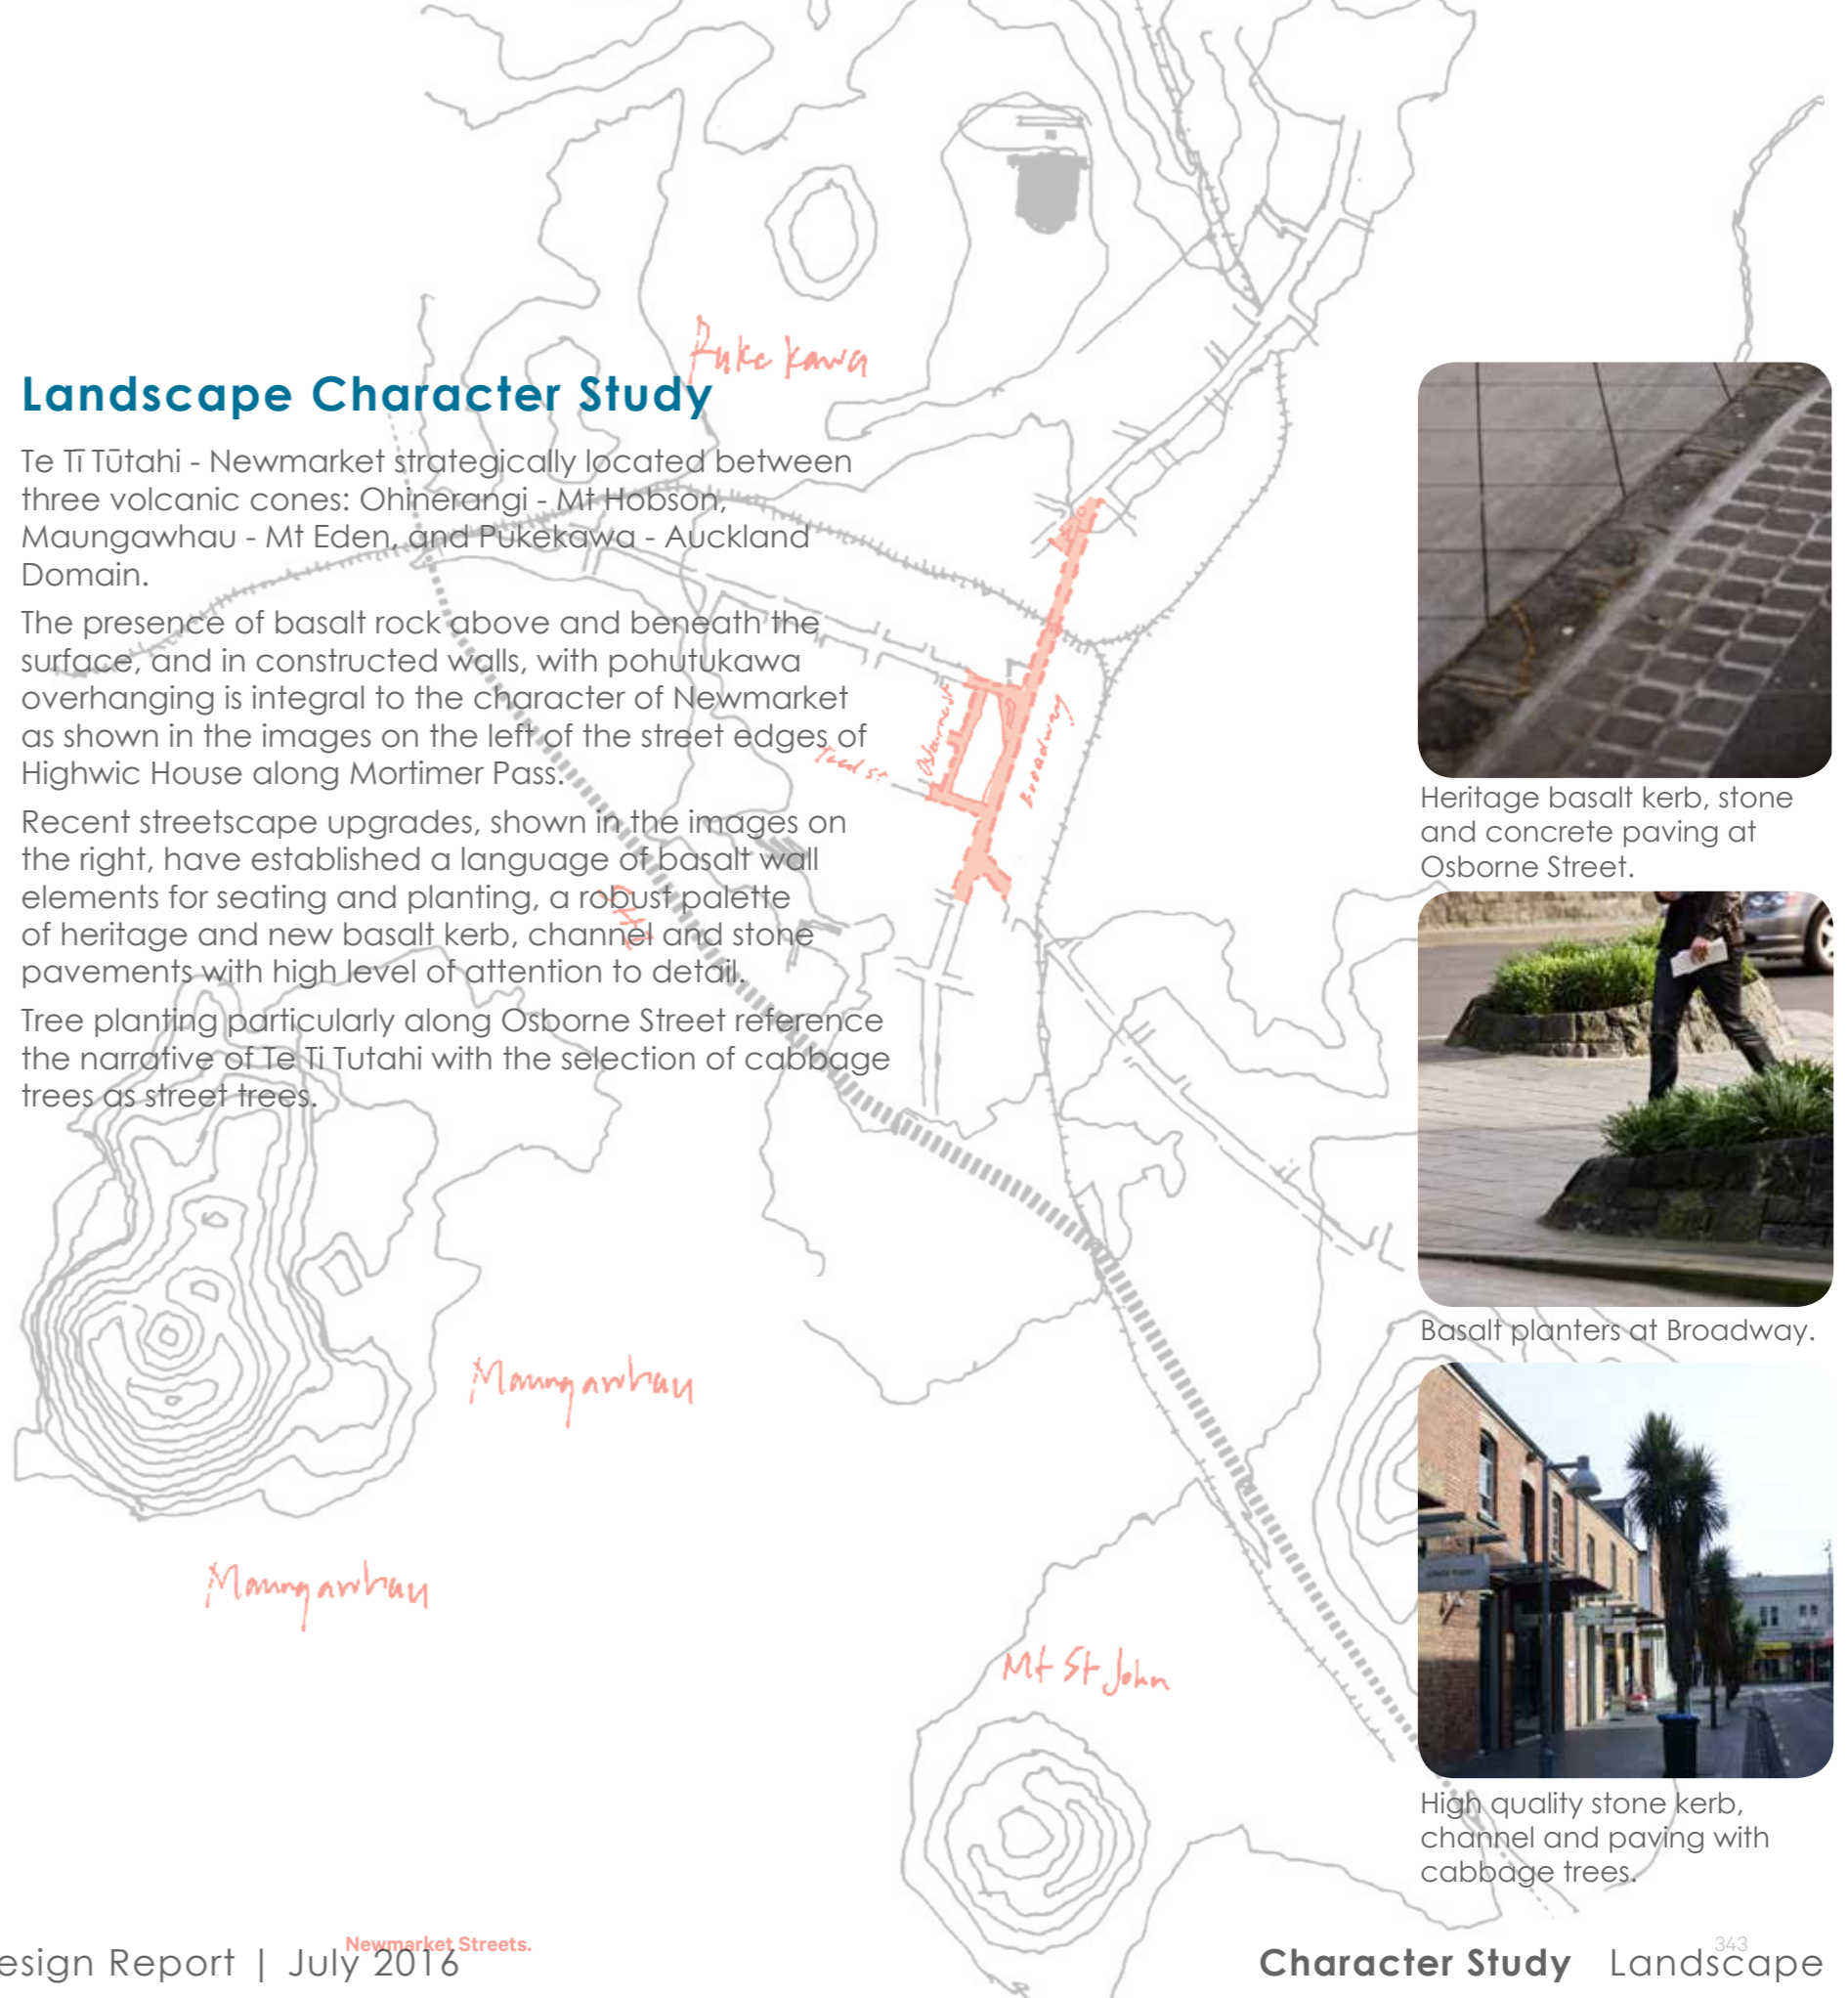 Puke kawa
Landscape Character Study
Te Tī Tūtahi - Newmarket strategically located between
three volcanic cones: Ohinerangi - Mt Hobson,
Maungawhau - Mt Eden, and Pukekawa - Auckland
Domain.
The presence of basalt rock above and beneath the
surface, and in constructed walls, with pohutukawa
overhanging is integral to the character of Newmarket
as shown in the images on the left of the street edges of
Highwic House along Mortimer Pass.
Recent streetscape upgrades, shown in the images on
the right, have established a language of basalt wall
elements for seating and planting, a robust palette
of heritage and new basalt kerb, channel and stone
pavements with high level of attention to detail.
Tree planting particularly along Osborne Street reference
the narrative of Te Ti Tutahi with the selection of cabbage
trees as street trees.
Broadway
Maungawhau
Maungawhau
Mt St John
Heritage basalt kerb, stone
and concrete paving at
Osborne Street.
Basalt planters at Broadway.
High quality stone kerb,
channel and paving with
cabbage trees.
esign Report | July 2016
Newmarket Streets.
Character Study Landscape
343